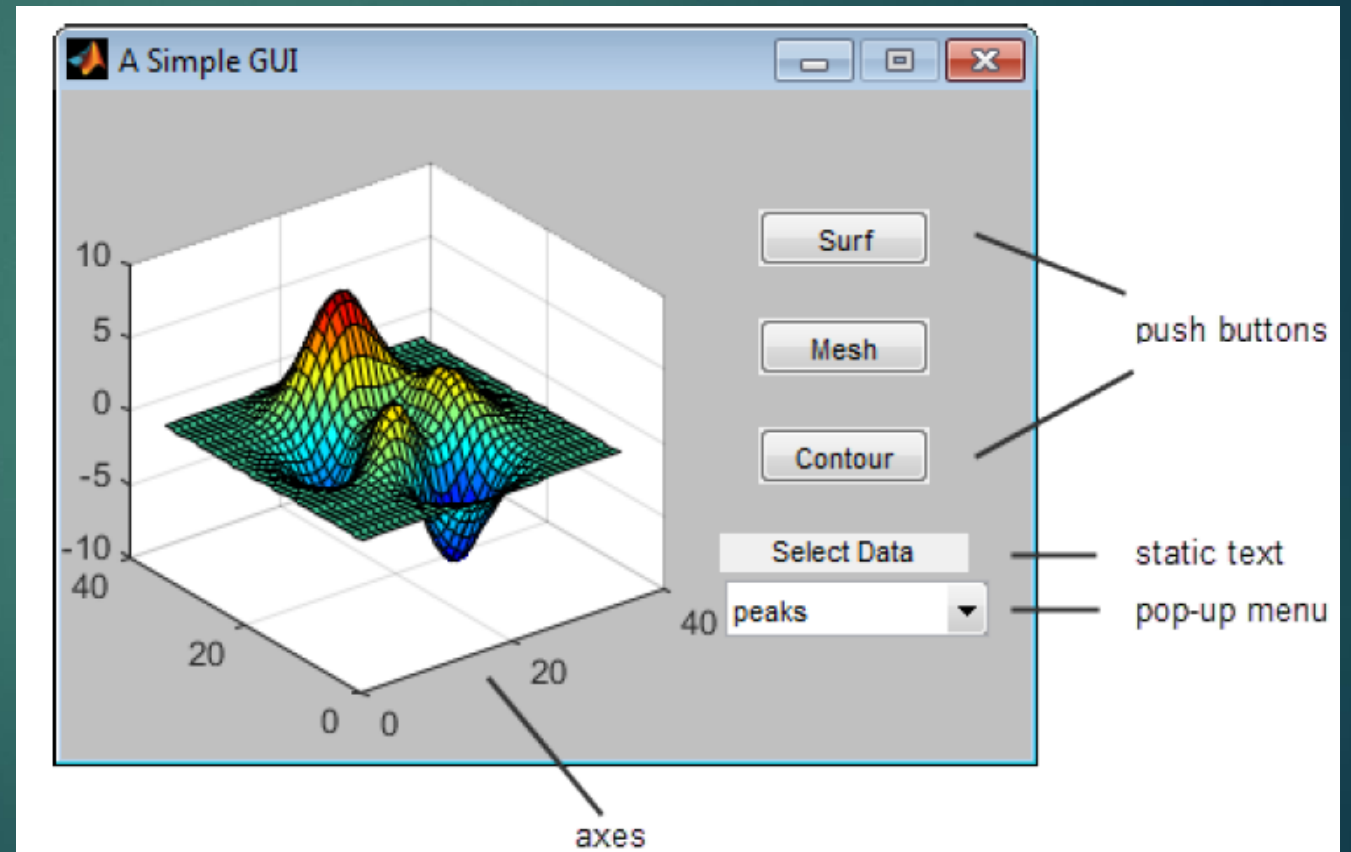 A Simple GUI
10
5
0
-5
-10
40
20
0
0
20
40
Surf
Mesh
Contour
Select Data
peaks
push buttons
static text
pop-up menu
axes